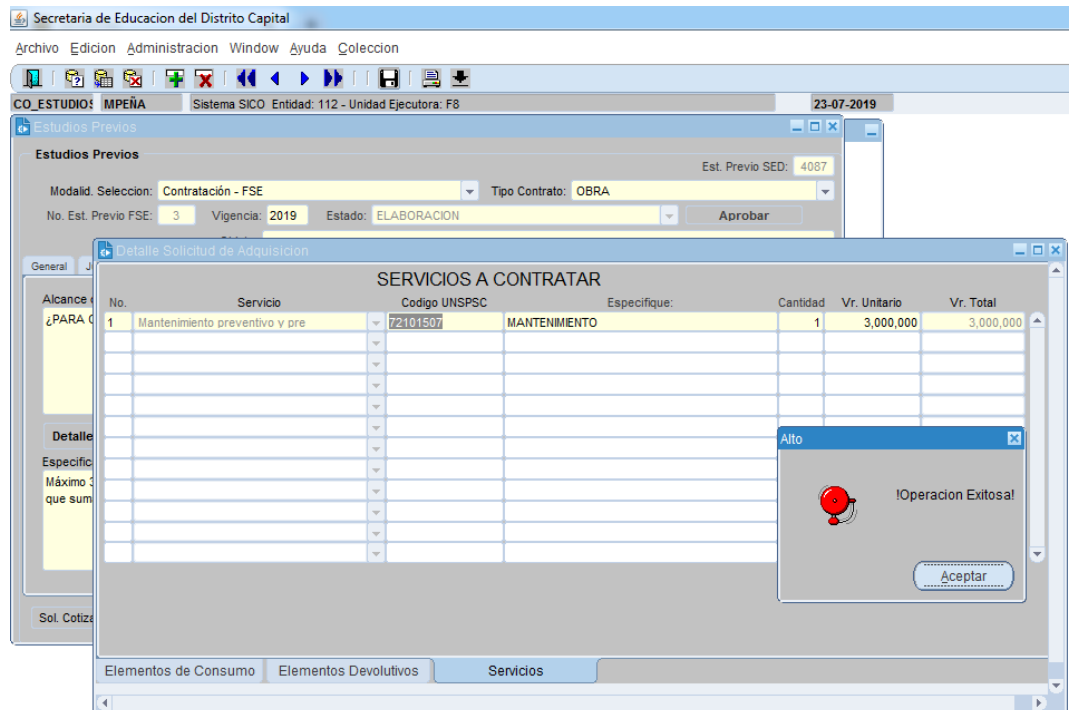 Secretaria de Educacion del Distrito Capital
Archivo Edicion Administracion Window Ayuda Coleccion
CO_ESTUDIOS MPEÑA Sistema SICO Entidad: 112 - Unidad Ejecutora: F8 23-07-2019
Estudios Previos
Estudios Previos
Est. Previo SED: 4087
Modalid. Seleccion: Contratación - FSE Tipo Contrato: OBRA
No. Est. Previo FSE: 3 Vigencia: 2019 Estado: ELABORACION Aprobar
Detalle Solicitud de Adquisicion
General J
SERVICIOS A CONTRATAR
Alcance
No. Servicio Codigo UNSPSC Especifique: Cantidad Vr. Unitario Vr. Total
¿PARA
1 Mantenimiento preventivo y pre 72101507 MANTENIMIENTO 1 3,000,000 3,000,000
Detalle
Alto
Especific
Máximo 3
que sum
!Operacion Exitosa!
Aceptar
Sol. Cotiza
Elementos de Consumo Elementos Devolutivos Servicios